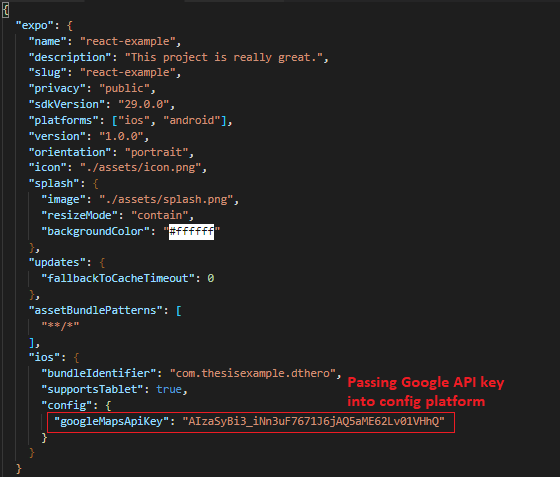 {
"expo": {
"name": "react-example",
"description": "This project is really great.",
"slug": "react-example",
"privacy": "public",
"sdkVersion": "29.0.0",
"platforms": ["ios", "android"],
"version": "1.0.0",
"orientation": "portrait",
"icon": "./assets/icon.png",
"splash": {
"image": "./assets/splash.png",
"resizeMode": "contain",
"backgroundColor": "#ffffff"
},
"updates": {
"fallbackToCacheTimeout": 0
},
"assetBundlePatterns": [
"**/*"
],
"ios": {
"bundleIdentifier": "com.thesisexample.dthero",
"supportsTablet": true,
"config": {
"googleMapsApiKey": "AIzaSyBi3_iNn3uF7671J6jAQ5aME62Lv01VHhQ"
}
}
}
Passing Google API key
into config platform